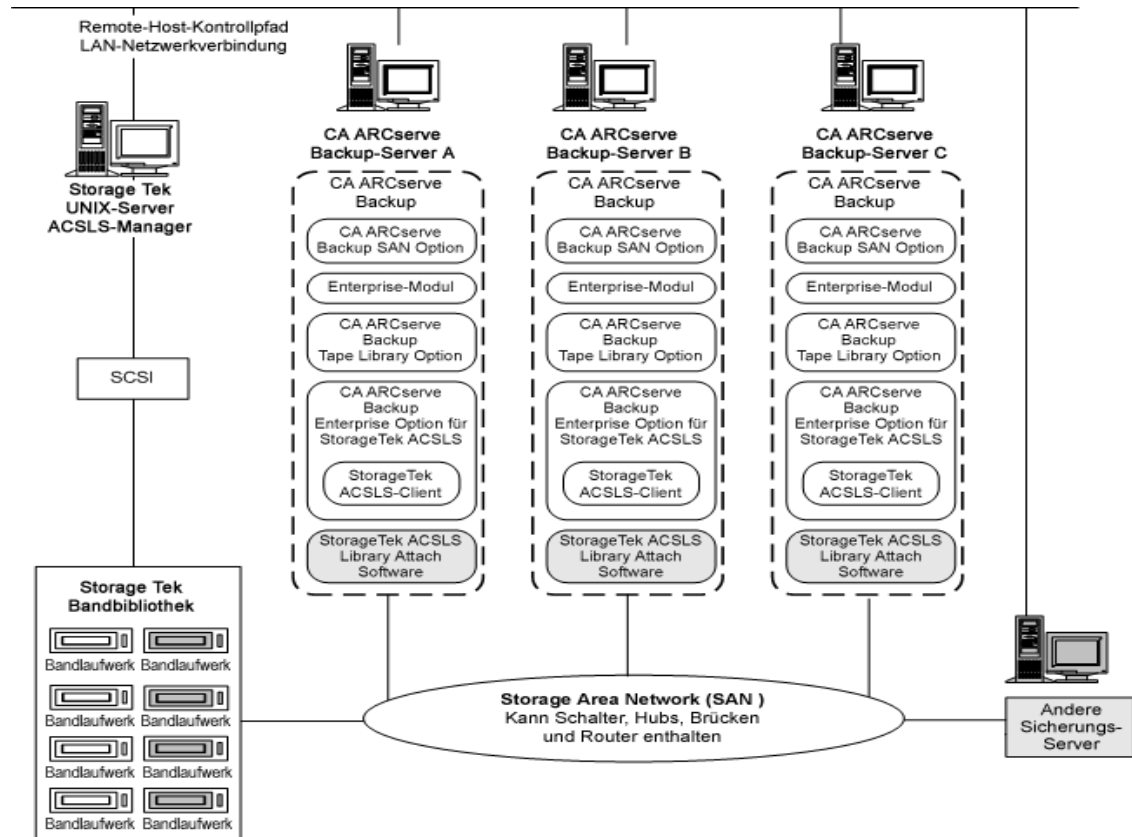 Remote-Host-Kontrollpfad
LAN-Netzwerkverbindung
Storage Tek
UNIX-Server
ACSLS-Manager
SCSI
CA ARCserve
Backup-Server A
CA ARCserve
Backup
CA ARCserve
Backup SAN Option
Enterprise-Modul
CA ARCserve
Backup
Tape Library Option
CA ARCserve
Backup
Enterprise Option für
StorageTek ACSLS
StorageTek
ACSLS-Client
StorageTek ACSLS
Library Attach
Software
CA ARCserve
Backup-Server B
CA ARCserve
Backup
CA ARCserve
Backup SAN Option
Enterprise-Modul
CA ARCserve
Backup
Tape Library Option
CA ARCserve
Backup
Enterprise Option für
StorageTek ACSLS
StorageTek
ACSLS-Client
StorageTek ACSLS
Library Attach
Software
CA ARCserve
Backup-Server C
CA ARCserve
Backup
CA ARCserve
Backup SAN Option
Enterprise-Modul
CA ARCserve
Backup
Tape Library Option
CA ARCserve
Backup
Enterprise Option für
StorageTek ACSLS
StorageTek
ACSLS-Client
StorageTek ACSLS
Library Attach
Software
Storage Tek
Bandbibliothek
Bandlaufwerk Bandlaufwerk
Bandlaufwerk Bandlaufwerk
Bandlaufwerk Bandlaufwerk
Bandlaufwerk Bandlaufwerk
Storage Area Network (SAN )
Kann Schalter, Hubs, Brücken
und Router enthalten
Andere
Sicherungs-
Server